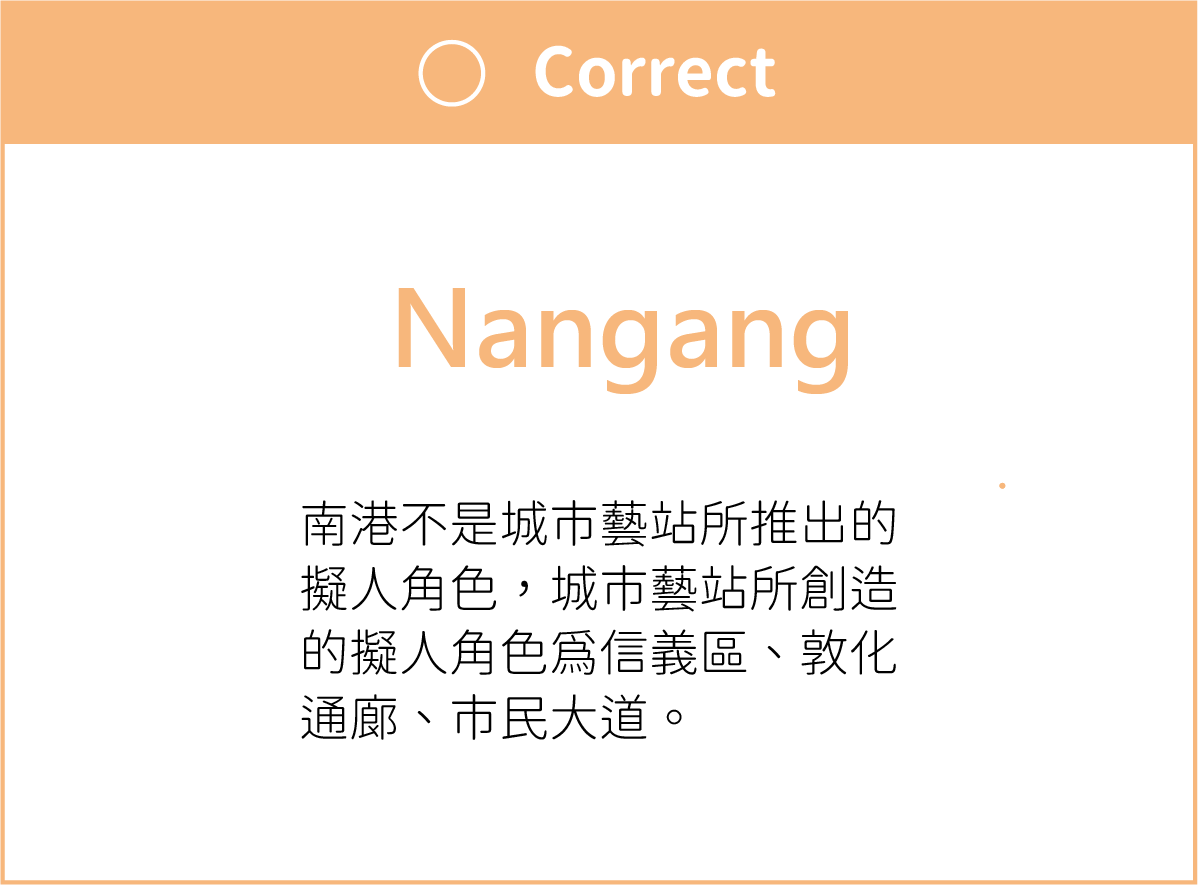 Correct
Nangang
南港不是城市藝站所推出的
擬人角色，城市藝站所創造
的擬人角色爲信義區、敦化
通廊、市民大道。